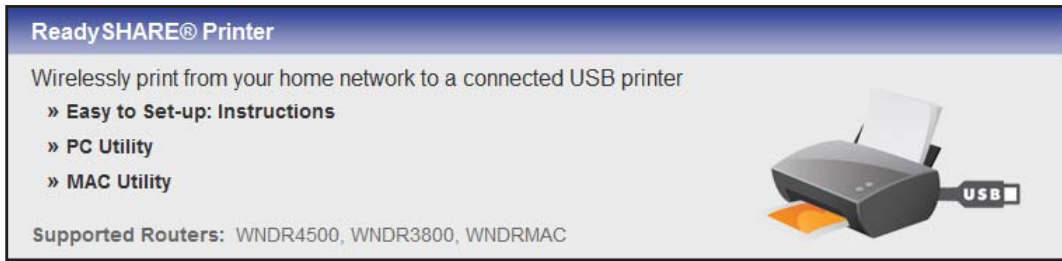 ReadySHARE® Printer
Wirelessly print from your home network to a connected USB printer
» Easy to Set-up: Instructions
» PC Utility
» MAC Utility
USB
Supported Routers: WNDR4500, WNDR3800, WNDRMAC